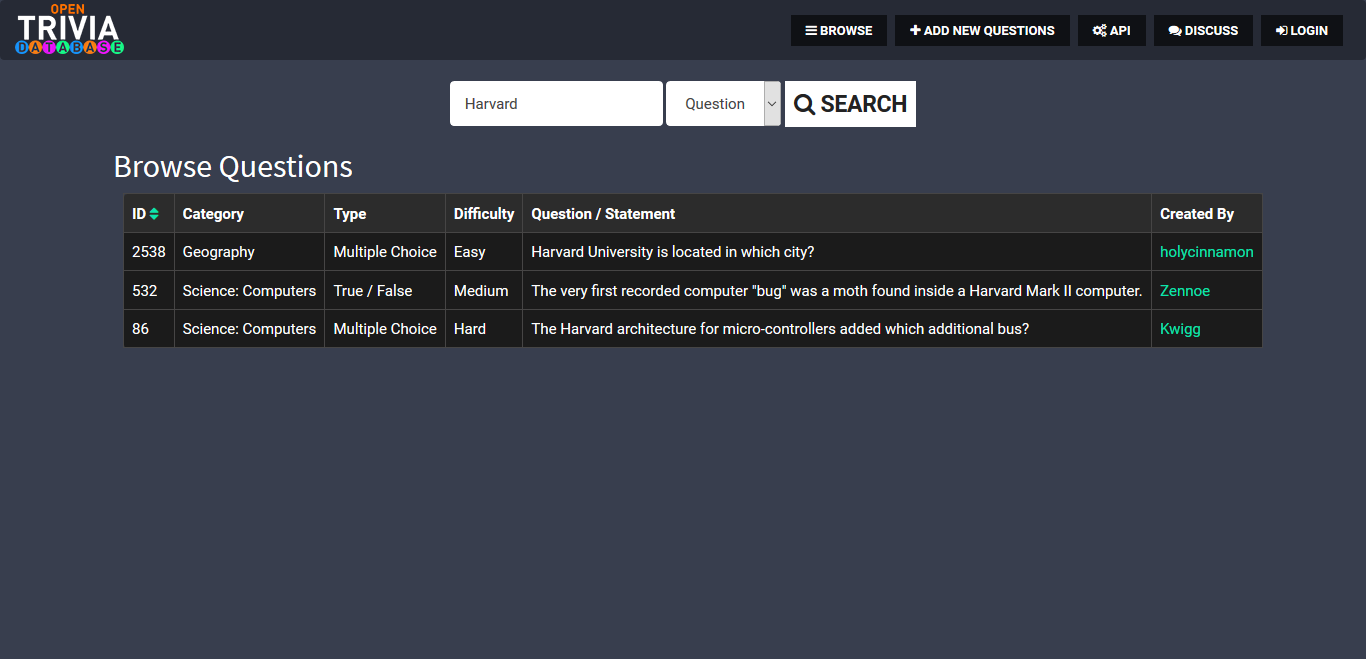 OPEN
TRIVIA
DATABASE
BROWSE ADD NEW QUESTIONS API DISCUSS LOGIN
Harvard Question SEARCH
Browse Questions
ID Category Type Difficulty Question / Statement Created By
2538 Geography Multiple Choice Easy Harvard University is located in which city? holycinnamon
532 Science: Computers True / False Medium The very first recorded computer "bug" was a moth found inside a Harvard Mark II computer. Zennoe
86 Science: Computers Multiple Choice Hard The Harvard architecture for micro-controllers added which additional bus? Kwigg